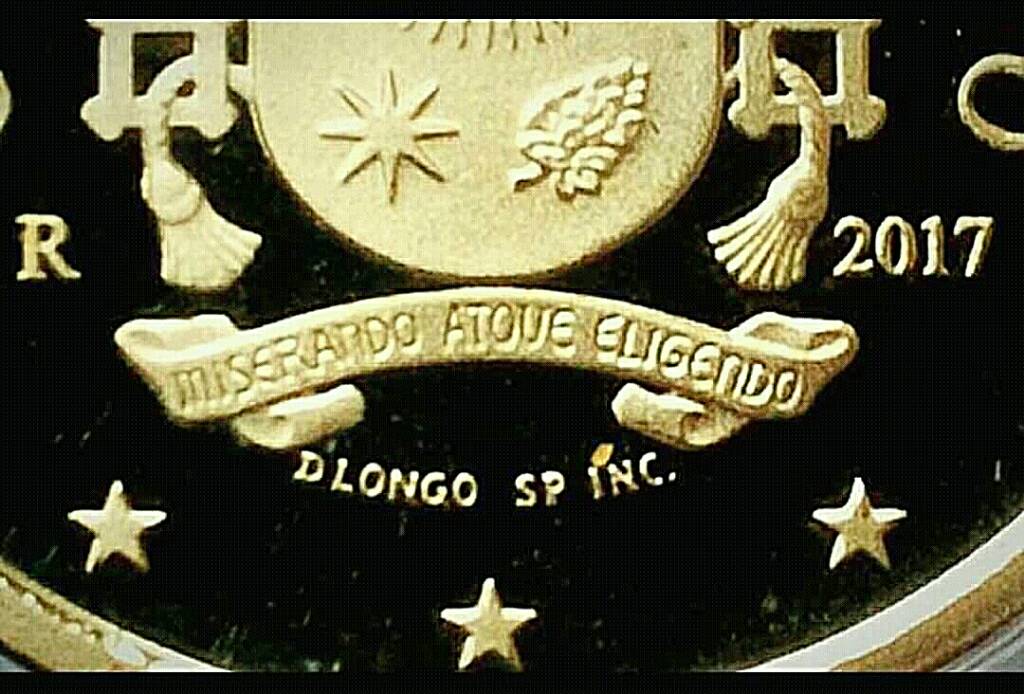 R 2017
MISERANDO ATQUE ELIGENDO
D LONGO SP INC.